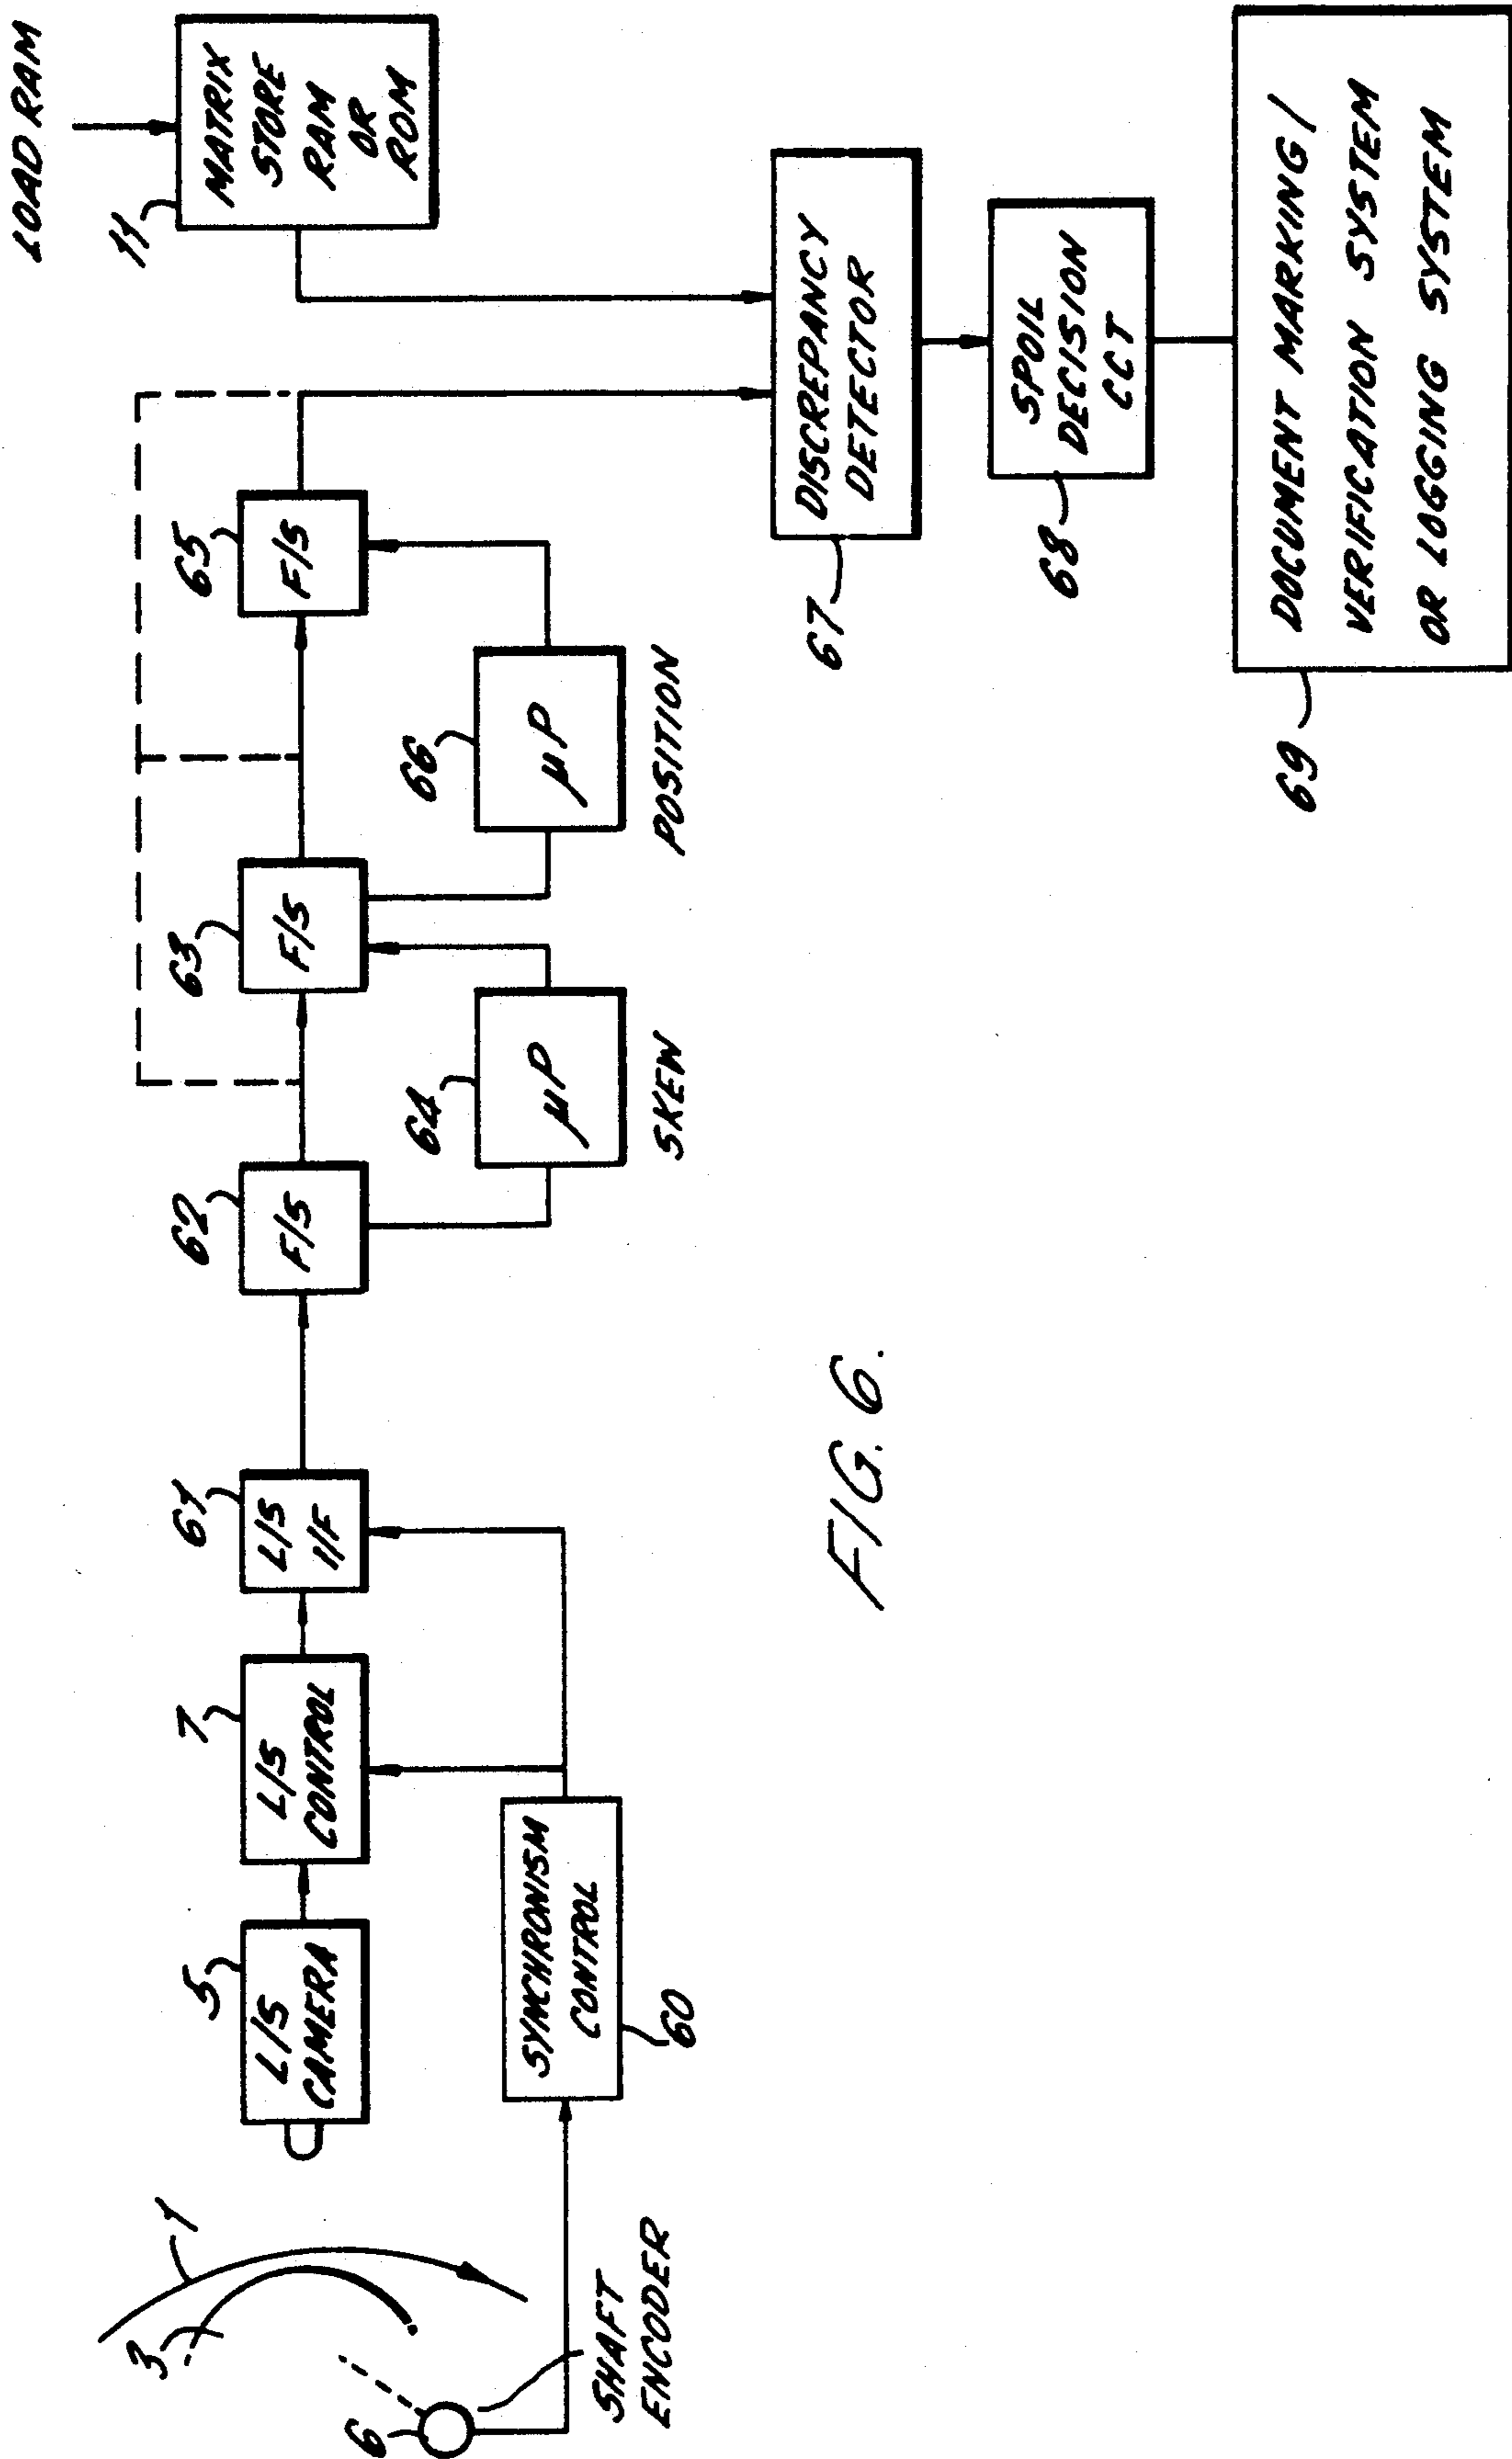 LOAD RAM
11
MATRIX
STORE
RAM
OR
ROM
65
F/S
63
F/S
62
F/S
61
L/S
I/F
7
L/S
CONTROL
5
L/S
CAMERA
1
3
6
SHAFT
ENCODER
SYNCHRONISM
CONTROL
60
64
μP
SKEW
66
μP
POSITION
DISCREPANCY
DETECTOR
67
SPOIL
DECISION
CCT
68
DOCUMENT MARKING/
VERIFICATION SYSTEM
OR LOGGING SYSTEM
69
FIG. 6.